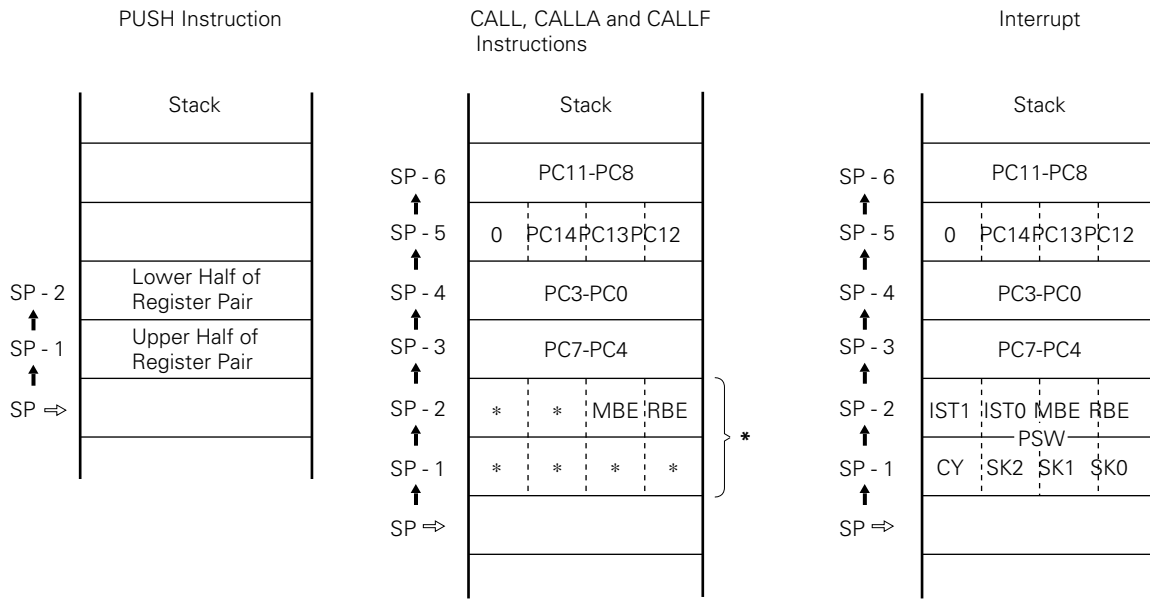 PUSH Instruction
Stack
Lower Half of
Register Pair
Upper Half of
Register Pair
SP - 2
SP - 1
SP ⇨
CALL, CALLA and CALLF
Instructions
Stack
SP - 6 PC11-PC8
SP - 5 0 PC14 PC13 PC12
SP - 4 PC3-PC0
SP - 3 PC7-PC4
SP - 2 * * MBE RBE
*
SP - 1 * * * *
SP ⇨
Interrupt
Stack
SP - 6 PC11-PC8
SP - 5 0 PC14 PC13 PC12
SP - 4 PC3-PC0
SP - 3 PC7-PC4
SP - 2 IST1 IST0 MBE RBE
PSW
SP - 1 CY SK2 SK1 SK0
SP ⇨